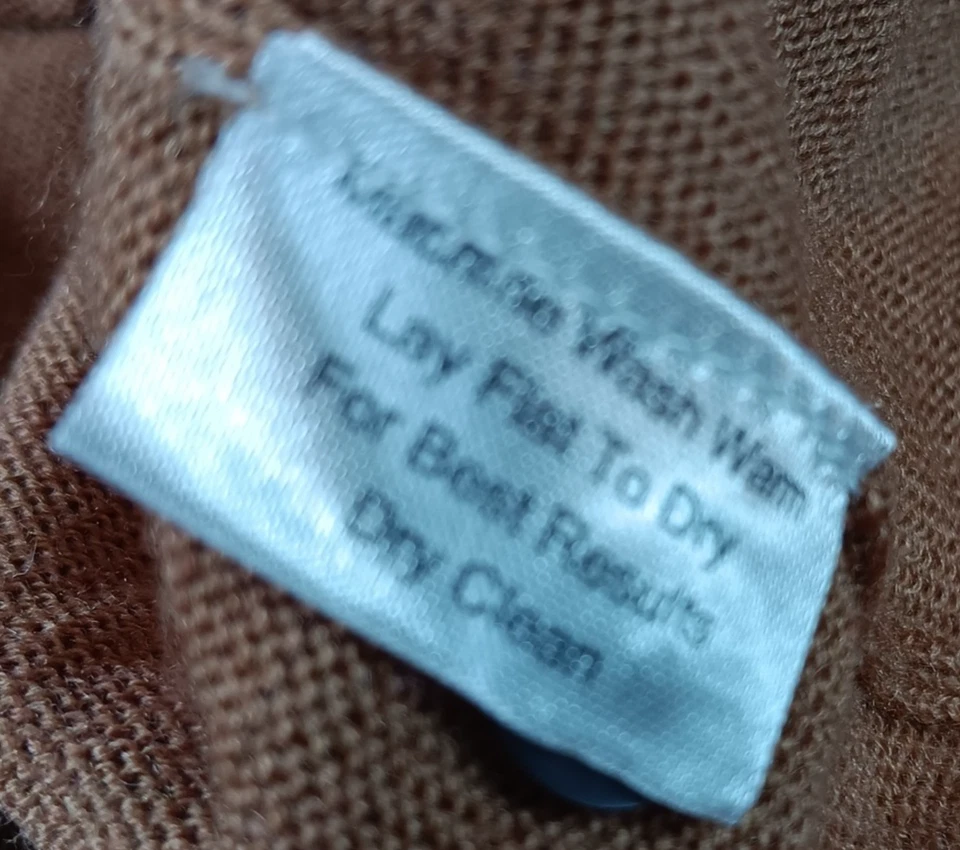 Wash Warm
Lay Flat To Dry
For Best Results
Dry Clean